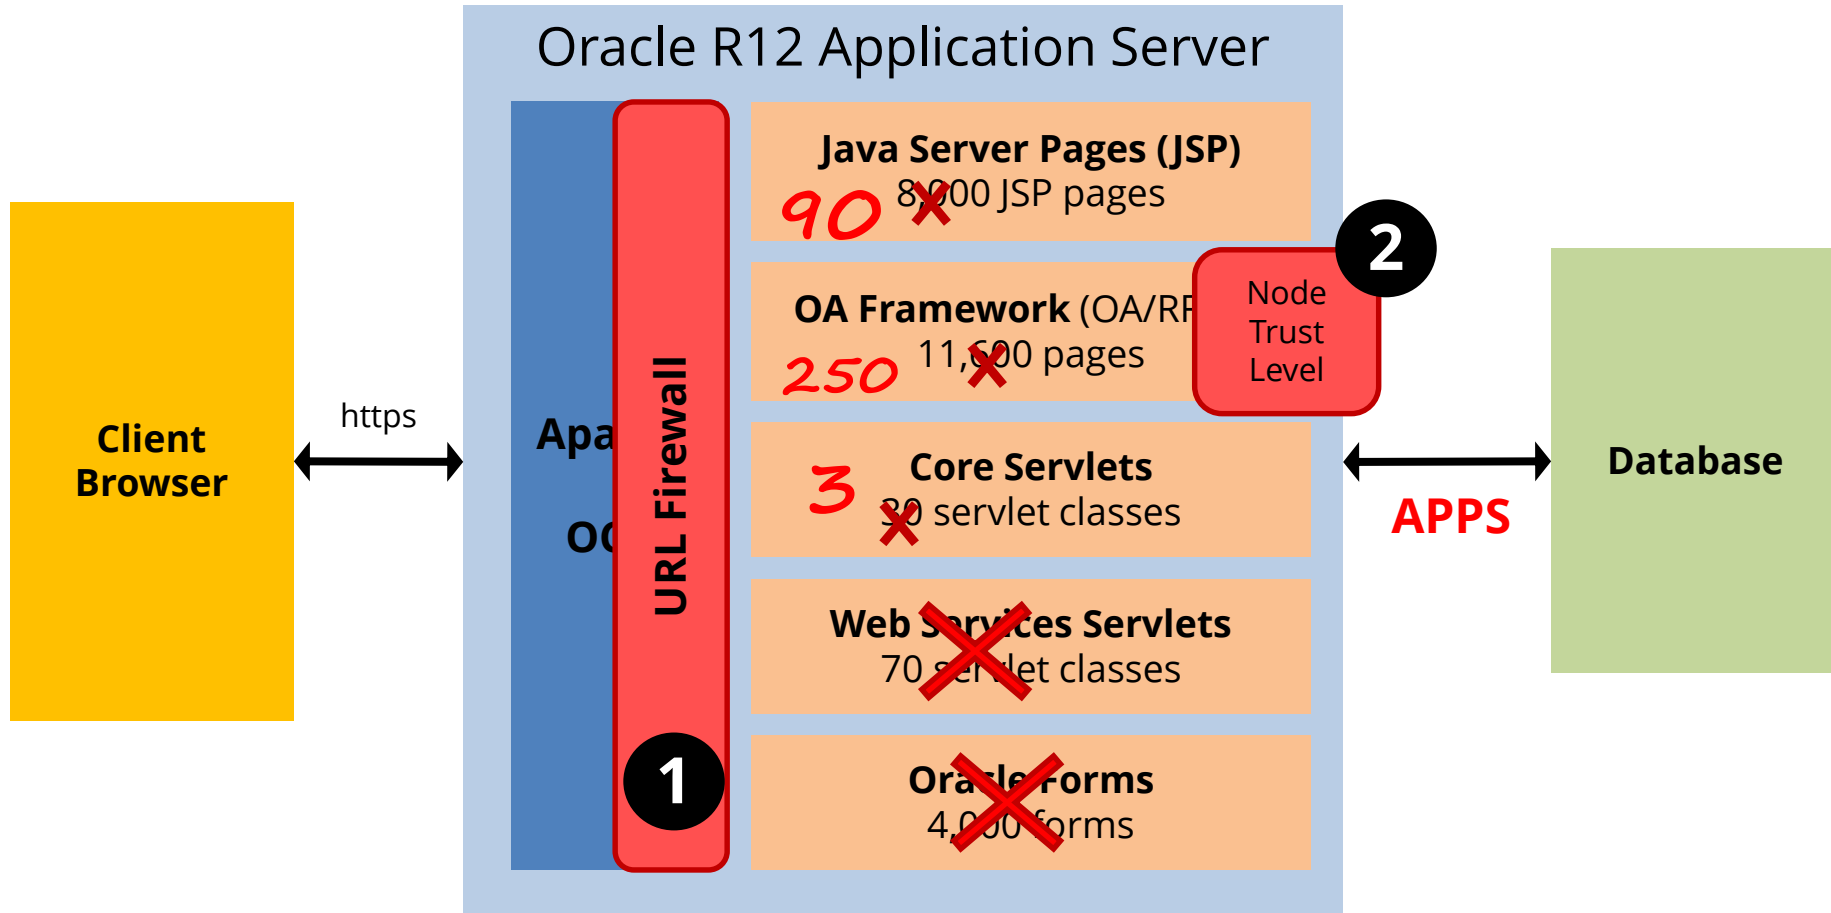 Oracle R12 Application Server
Java Server Pages (JSP)
8,000 JSP pages
90
OA Framework (OA/RF
11,600 pages
250
Node
Trust
Level
2
Core Servlets
30 servlet classes
3
Web Services Servlets
70 servlet classes
Oracle Forms
4,000 forms
URL Firewall
1
Apa
OC
Client
Browser
https
APPS
Database